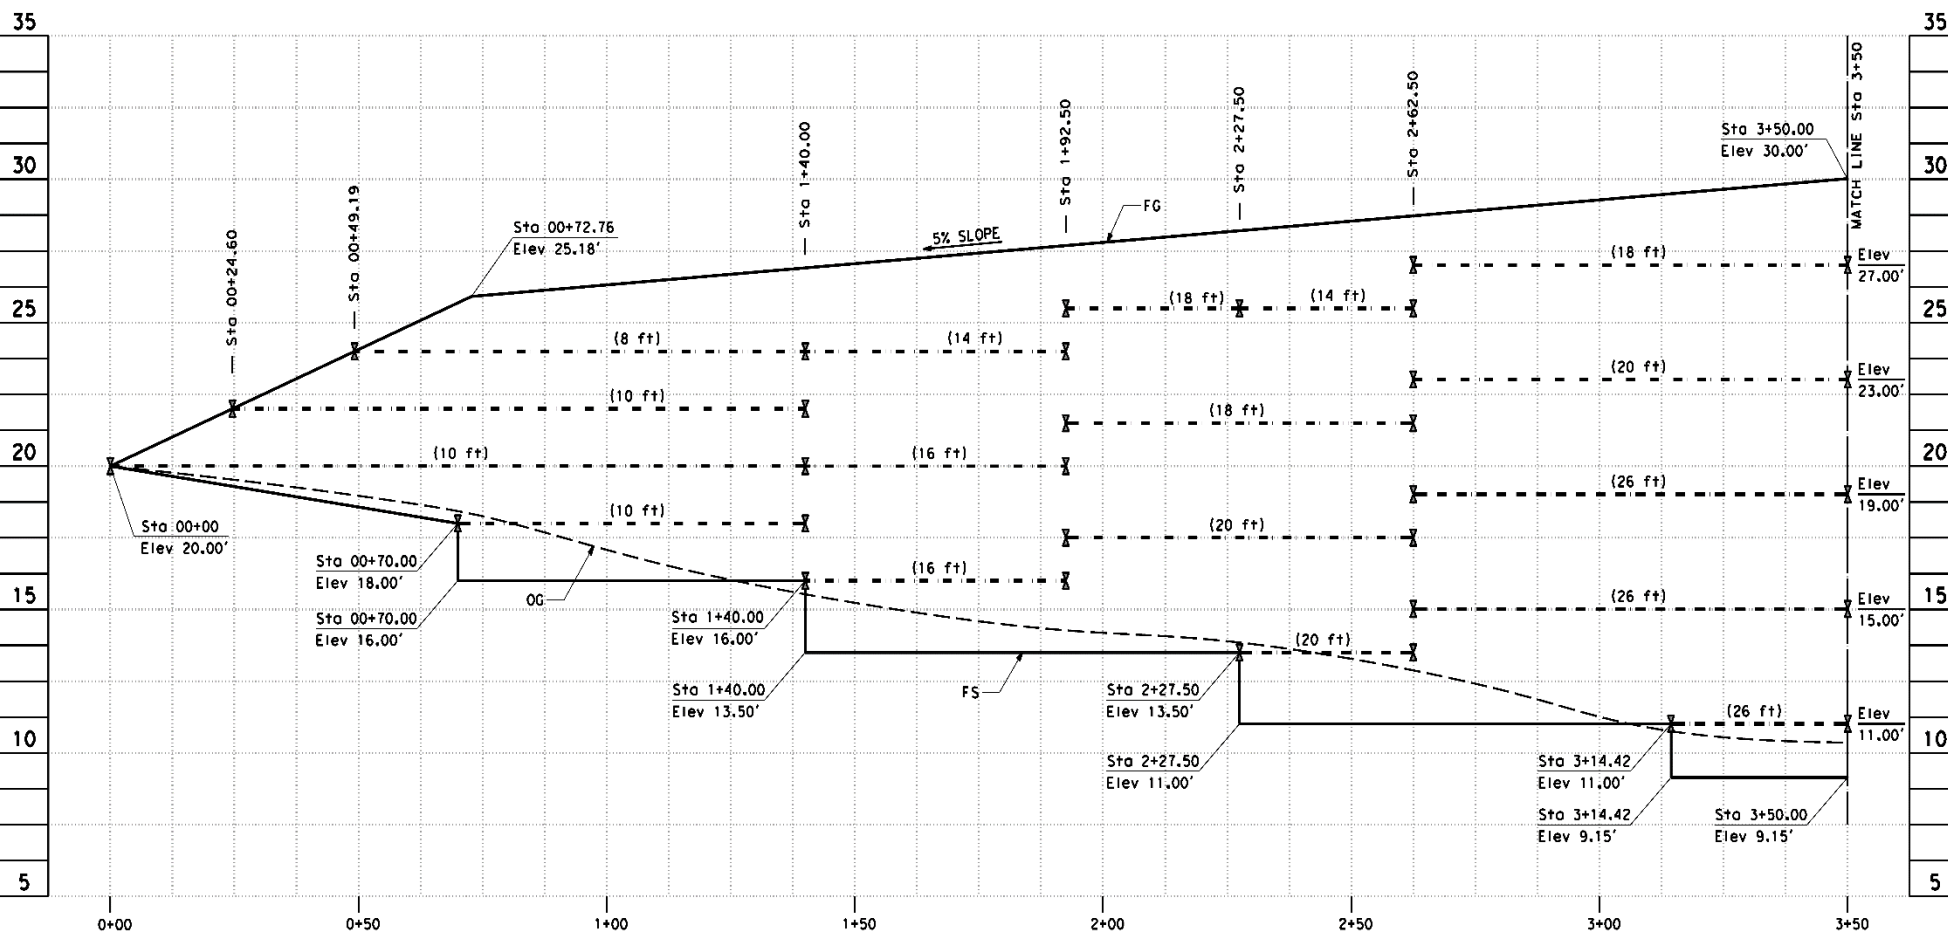 35
35
MATCH LINE Sta 3+50
Sta 2+62.50
Sta 2+27.50
Sta 1+92.50
Sta 1+40.00
Sta 3+50.00
Elev 30.00'
30
30
Sta 00+49.19
Sta 00+24.60
FG
Sta 00+72.76
Elev 25.18'
5% SLOPE
(18 ft)
Elev
27.00'
(18 ft)
(14 ft)
25
25
(8 ft)
(14 ft)
(20 ft)
Elev
23.00'
(10 ft)
(18 ft)
20
(10 ft)
(16 ft)
20
(26 ft)
Elev
19.00'
(10 ft)
(20 ft)
Sta 00+00
Elev 20.00'
Sta 00+70.00
Elev 18.00'
(16 ft)
OG
15
15
(26 ft)
Elev
15.00'
Sta 00+70.00
Elev 16.00'
Sta 1+40.00
Elev 16.00'
(20 ft)
Sta 1+40.00
Elev 13.50'
FS
Sta 2+27.50
Elev 13.50'
(26 ft)
Elev
11.00'
10
10
Sta 2+27.50
Elev 11.00'
Sta 3+14.42
Elev 11.00'
Sta 3+14.42
Elev 9.15'
Sta 3+50.00
Elev 9.15'
5
5
0+00
0+50
1+00
1+50
2+00
2+50
3+00
3+50